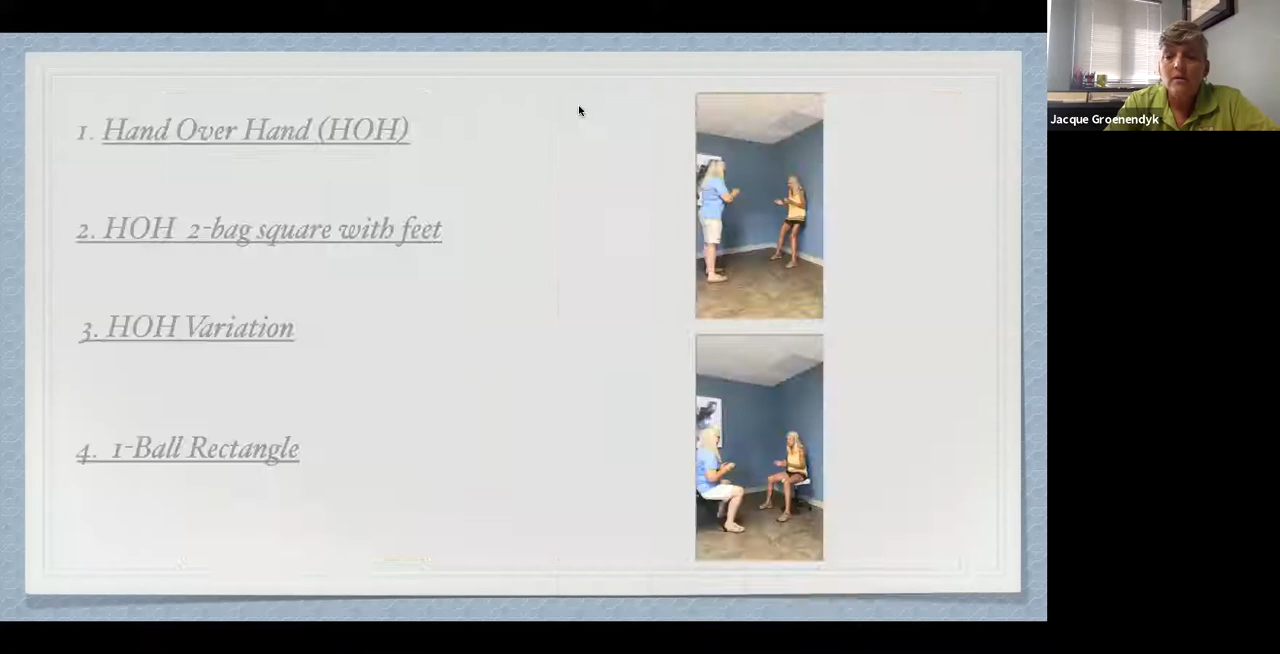 1. Hand Over Hand (HOH)
2. HOH 2-bag square with feet
3. HOH Variation
4. 1-Ball Rectangle
Jacque Groenendyk